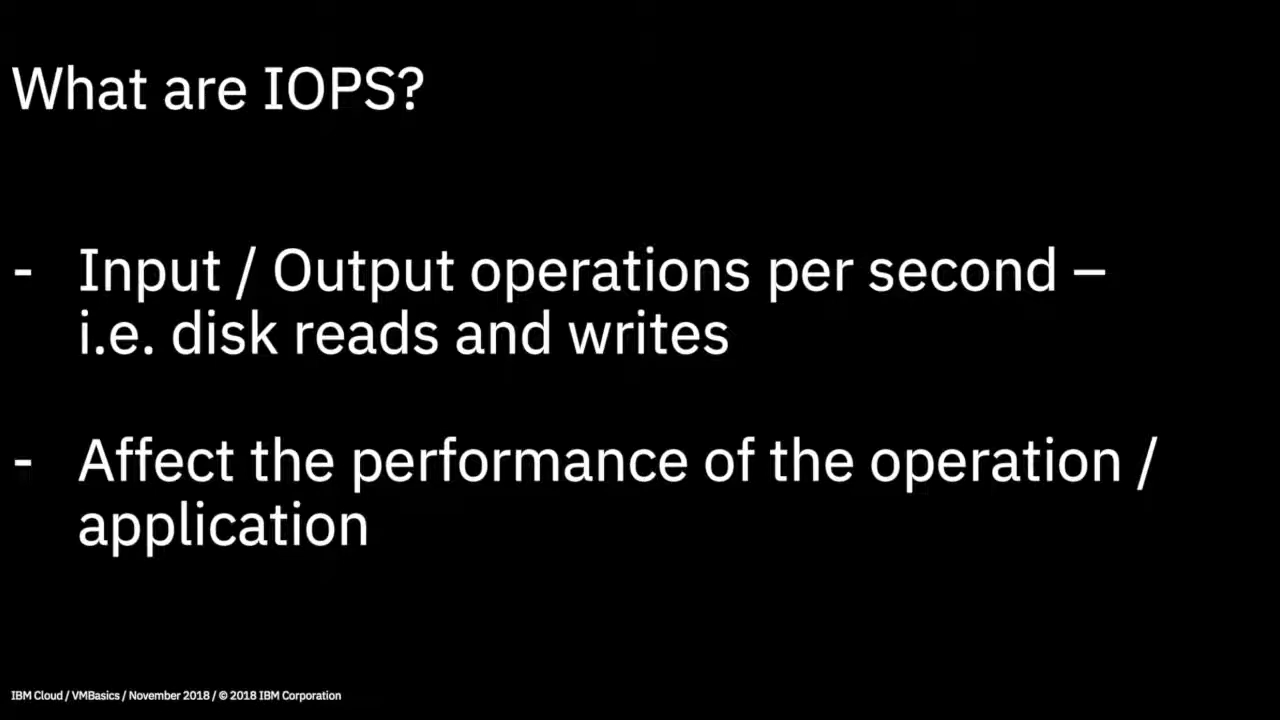 What are IOPS?
- Input / Output operations per second –
i.e. disk reads and writes
- Affect the performance of the operation /
application
IBM Cloud / VMBasics / November 2018 / © 2018 IBM Corporation